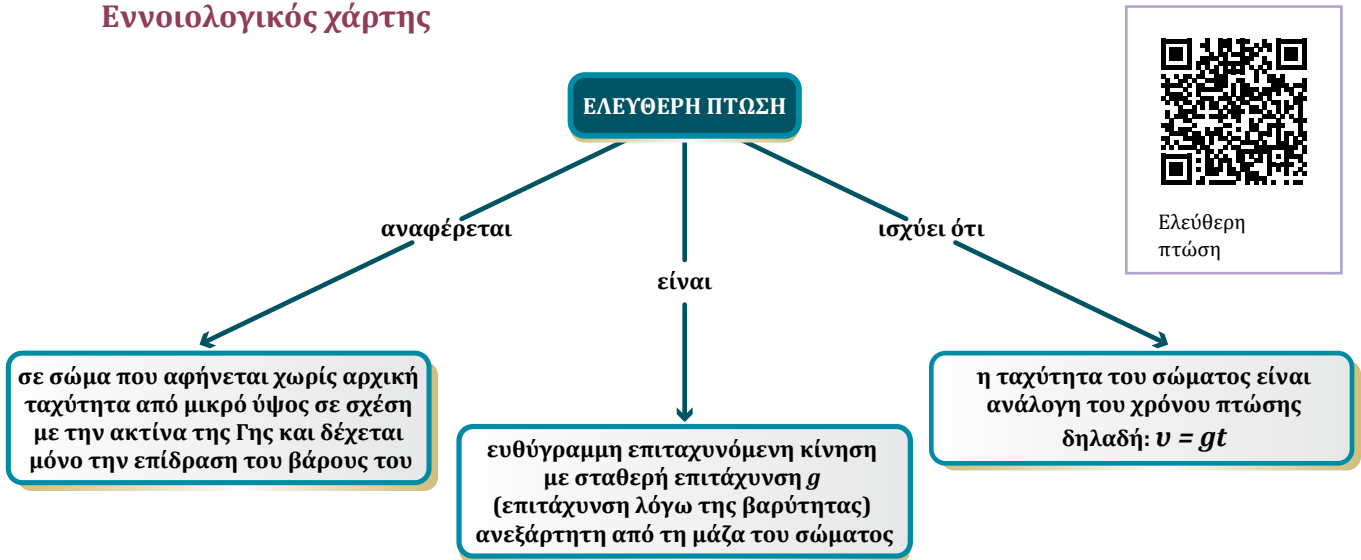 Εννοιολογικός χάρτης
ΕΛΕΥΘΕΡΗ ΠΤΩΣΗ
Ελεύθερη
πτώση
αναφέρεται
είναι
ισχύει ότι
σε σώμα που αφήνεται χωρίς αρχική
ταχύτητα από μικρό ύψος σε σχέση
με την ακτίνα της Γης και δέχεται
μόνο την επίδραση του βάρους του
ευθύγραμμη επιταχυνόμενη κίνηση
με σταθερή επιτάχυνση g
(επιτάχυνση λόγω της βαρύτητας)
ανεξάρτητη από τη μάζα του σώματος
η ταχύτητα του σώματος είναι
ανάλογη του χρόνου πτώσης
δηλαδή: υ = gt